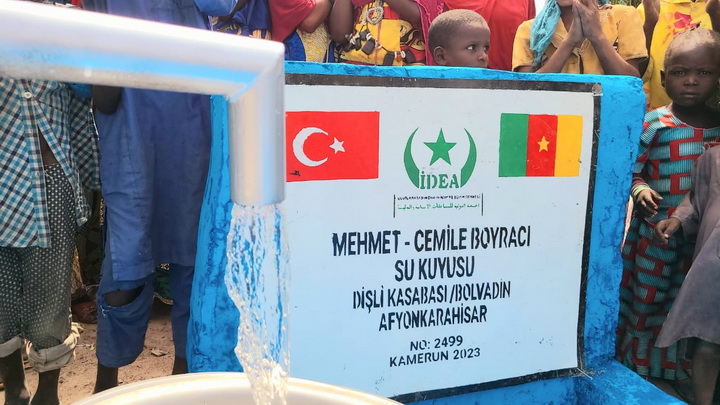 İDEA
MEHMET - CEMİLE BOYRACI
SU KUYUSU
DİŞLİ KASABASI/BOLVADİN
AFYONKARAHİSAR
NO: 2499
KAMERUN 2023